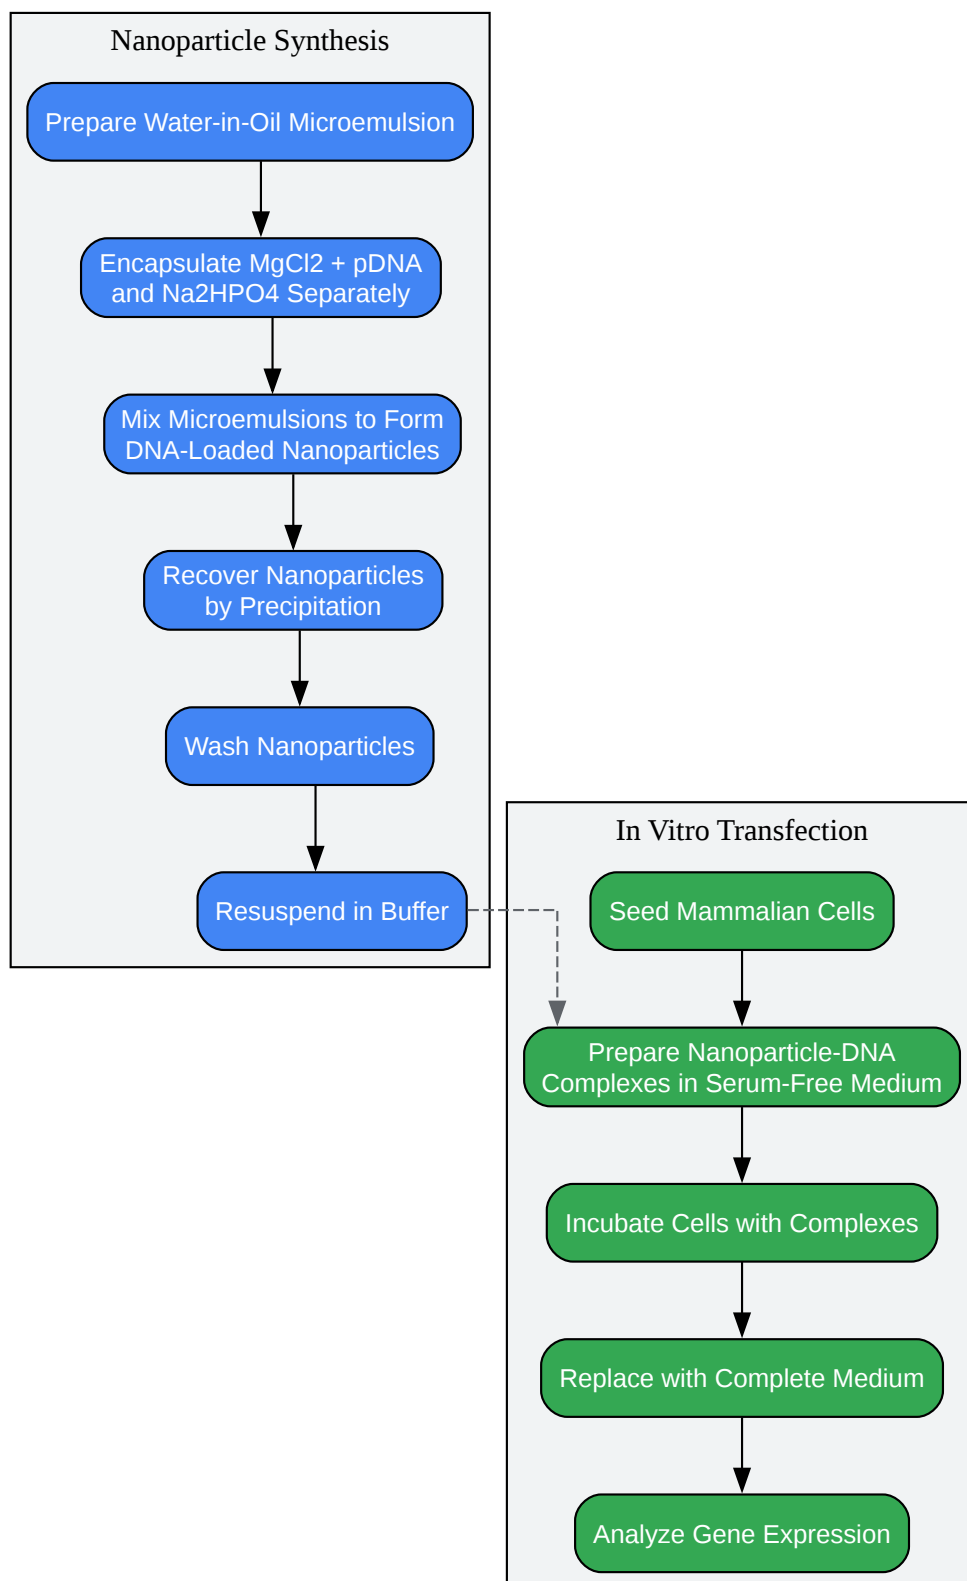 Nanoparticle Synthesis
Prepare Water-in-Oil Microemulsion
Encapsulate MgCl2 + pDNA
and Na2HPO4 Separately
Mix Microemulsions to Form
DNA-Loaded Nanoparticles
Recover Nanoparticles
by Precipitation
Wash Nanoparticles
Resuspend in Buffer
In Vitro Transfection
Seed Mammalian Cells
Prepare Nanoparticle-DNA
Complexes in Serum-Free Medium
Incubate Cells with Complexes
Replace with Complete Medium
Analyze Gene Expression